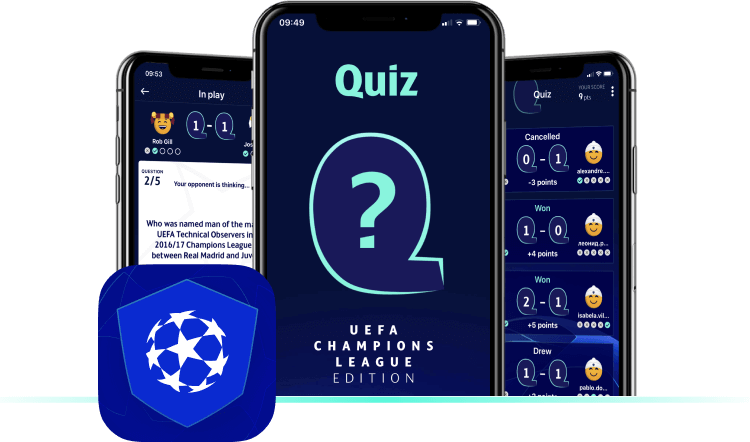 09:53
In play
1 - 1
Rob Gill
QUESTION
2/5
Your opponent is thinking...
Who was named man of the
UEFA Technical Observers in
2016/17 Champions League
between Real Madrid and
09:49
Quiz
?
UEFA
CHAMPIONS
LEAGUE
EDITION
Quiz
YOUR SCORE
9 pts
Cancelled
0 - 1
alexandre....
-3 points
Won
1 - 0
леонид.р...
+4 points
Won
2 - 1
isabela.vil...
+5 points
Drew
1 - 1
pablo.do...